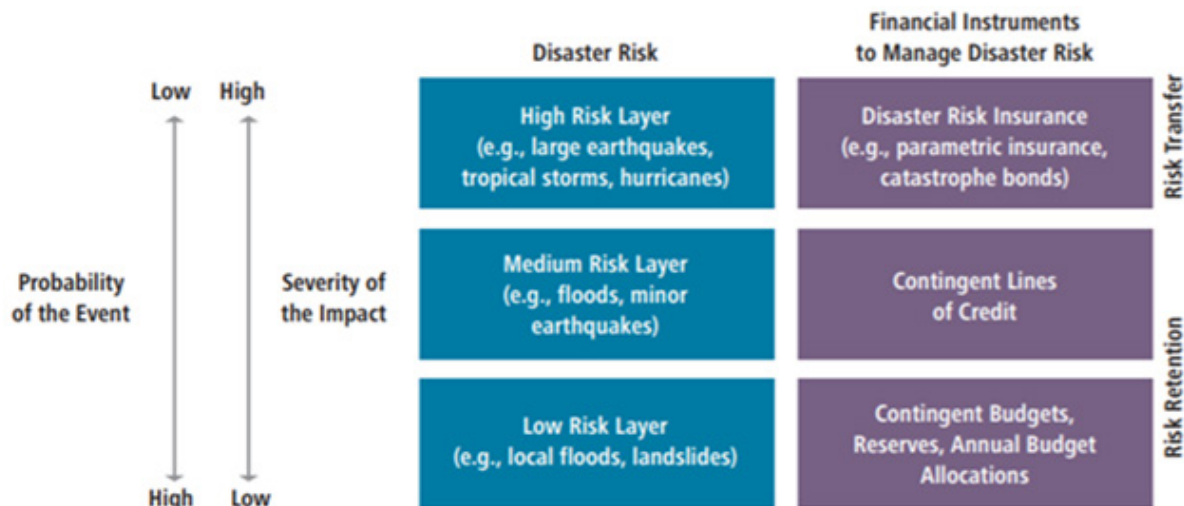 Financial Instruments
to Manage Disaster Risk
Disaster Risk
Low High
High Risk Layer
(e.g., large earthquakes,
tropical storms, hurricanes)
Disaster Risk Insurance
(e.g., parametric insurance,
catastrophe bonds)
Risk Transfer
Probability
of the Event
Severity of
the Impact
Medium Risk Layer
(e.g., floods, minor
earthquakes)
Contingent Lines
of Credit
Low Risk Layer
(e.g., local floods, landslides)
Contingent Budgets,
Reserves, Annual Budget
Allocations
Risk Retention
High Low